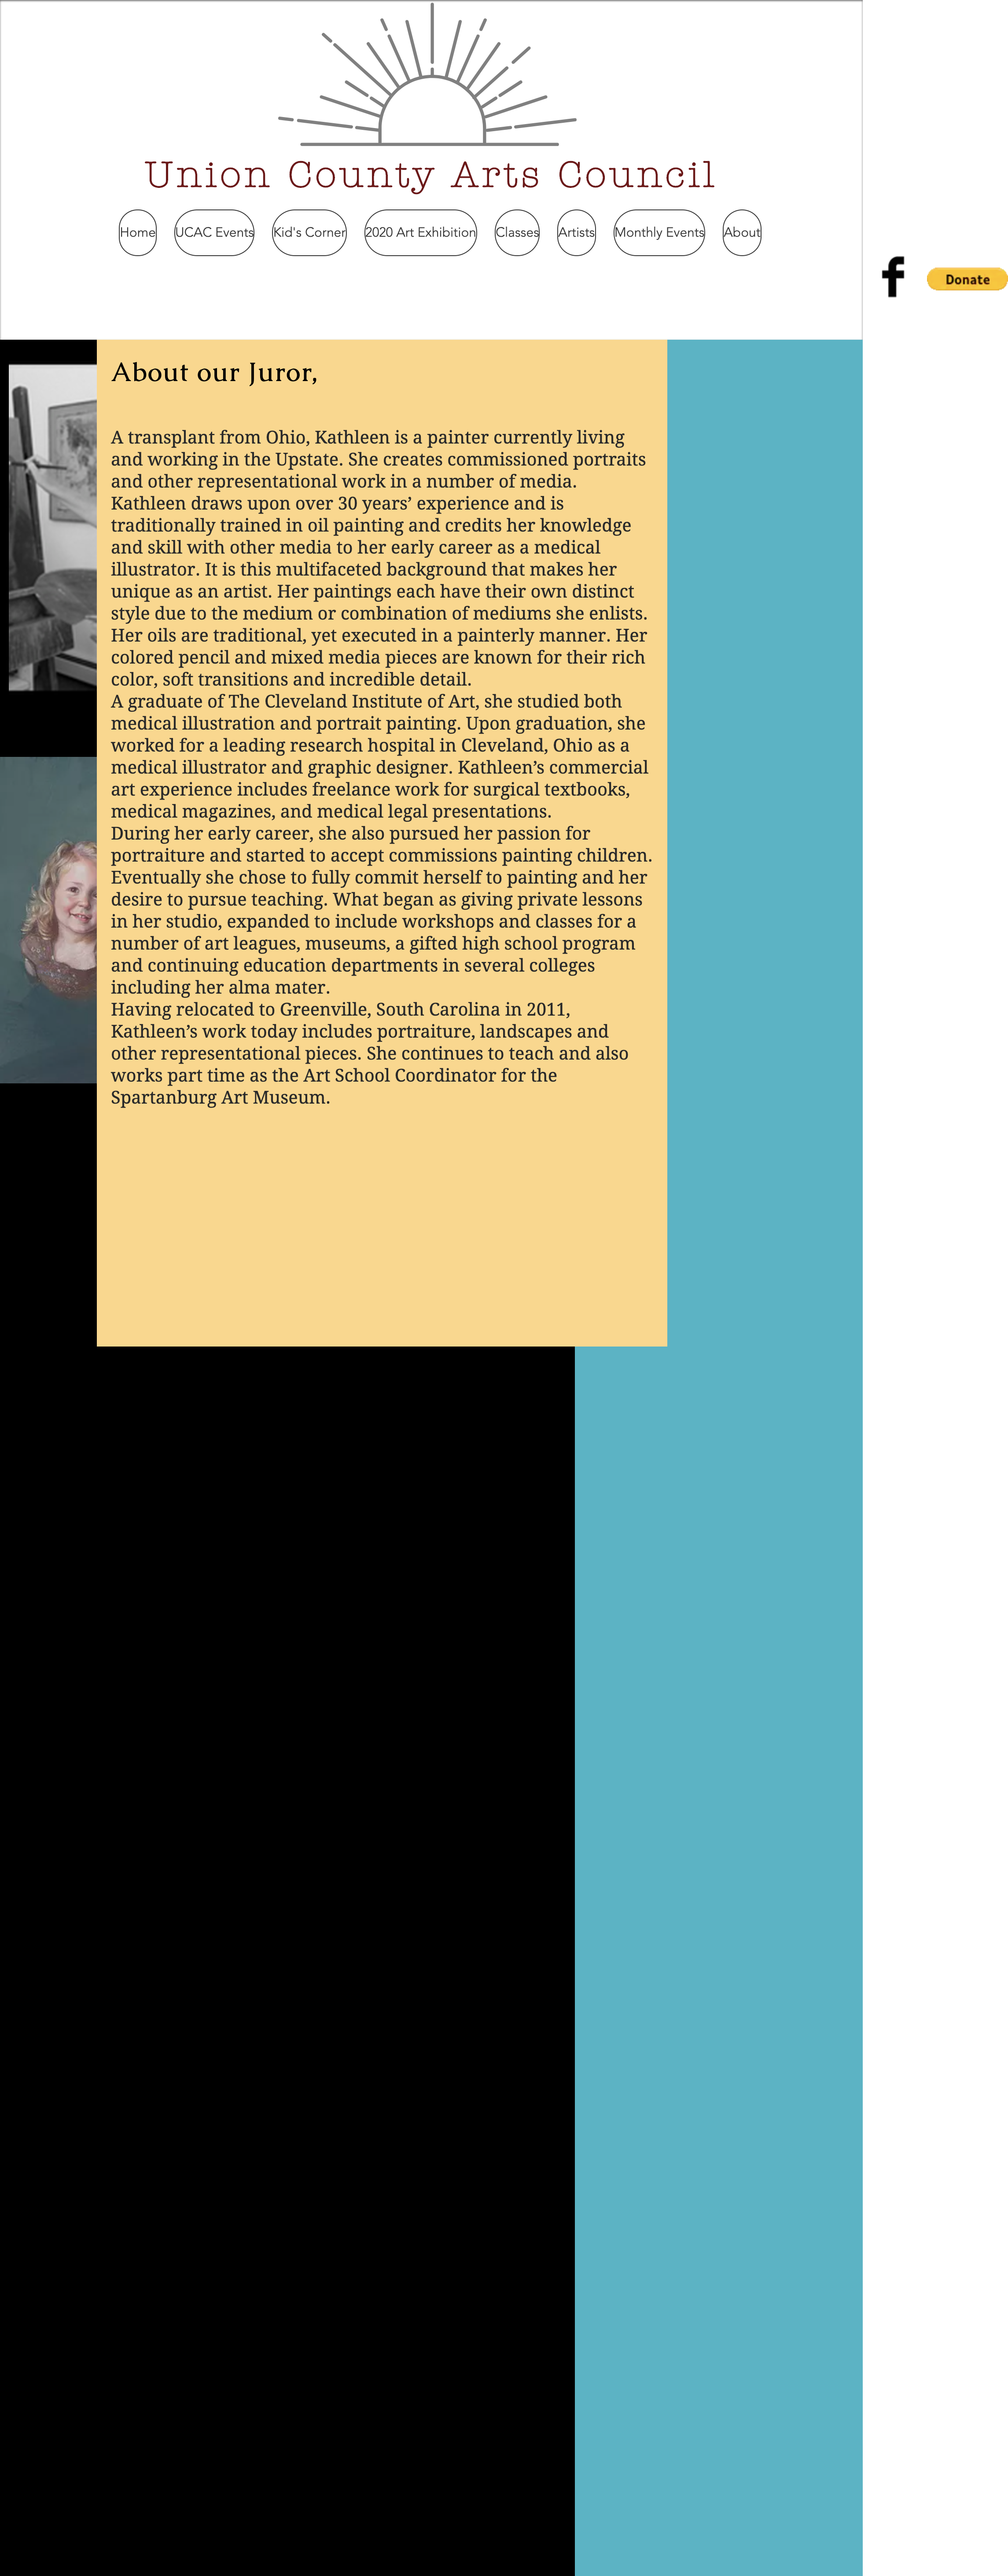 Union County Arts Council
Home
UCAC Events
Kid's Corner
2020 Art Exhibition
Classes
Artists
Monthly Events
About
Donate
About our Juror,
A transplant from Ohio, Kathleen is a painter currently living
and working in the Upstate. She creates commissioned portraits
and other representational work in a number of media.
Kathleen draws upon over 30 years’ experience and is
traditionally trained in oil painting and credits her knowledge
and skill with other media to her early career as a medical
illustrator. It is this multifaceted background that makes her
unique as an artist. Her paintings each have their own distinct
style due to the medium or combination of mediums she enlists.
Her oils are traditional, yet executed in a painterly manner. Her
colored pencil and mixed media pieces are known for their rich
color, soft transitions and incredible detail.
A graduate of The Cleveland Institute of Art, she studied both
medical illustration and portrait painting. Upon graduation, she
worked for a leading research hospital in Cleveland, Ohio as a
medical illustrator and graphic designer. Kathleen’s commercial
art experience includes freelance work for surgical textbooks,
medical magazines, and medical legal presentations.
During her early career, she also pursued her passion for
portraiture and started to accept commissions painting children.
Eventually she chose to fully commit herself to painting and her
desire to pursue teaching. What began as giving private lessons
in her studio, expanded to include workshops and classes for a
number of art leagues, museums, a gifted high school program
and continuing education departments in several colleges
including her alma mater.
Having relocated to Greenville, South Carolina in 2011,
Kathleen’s work today includes portraiture, landscapes and
other representational pieces. She continues to teach and also
works part time as the Art School Coordinator for the
Spartanburg Art Museum.